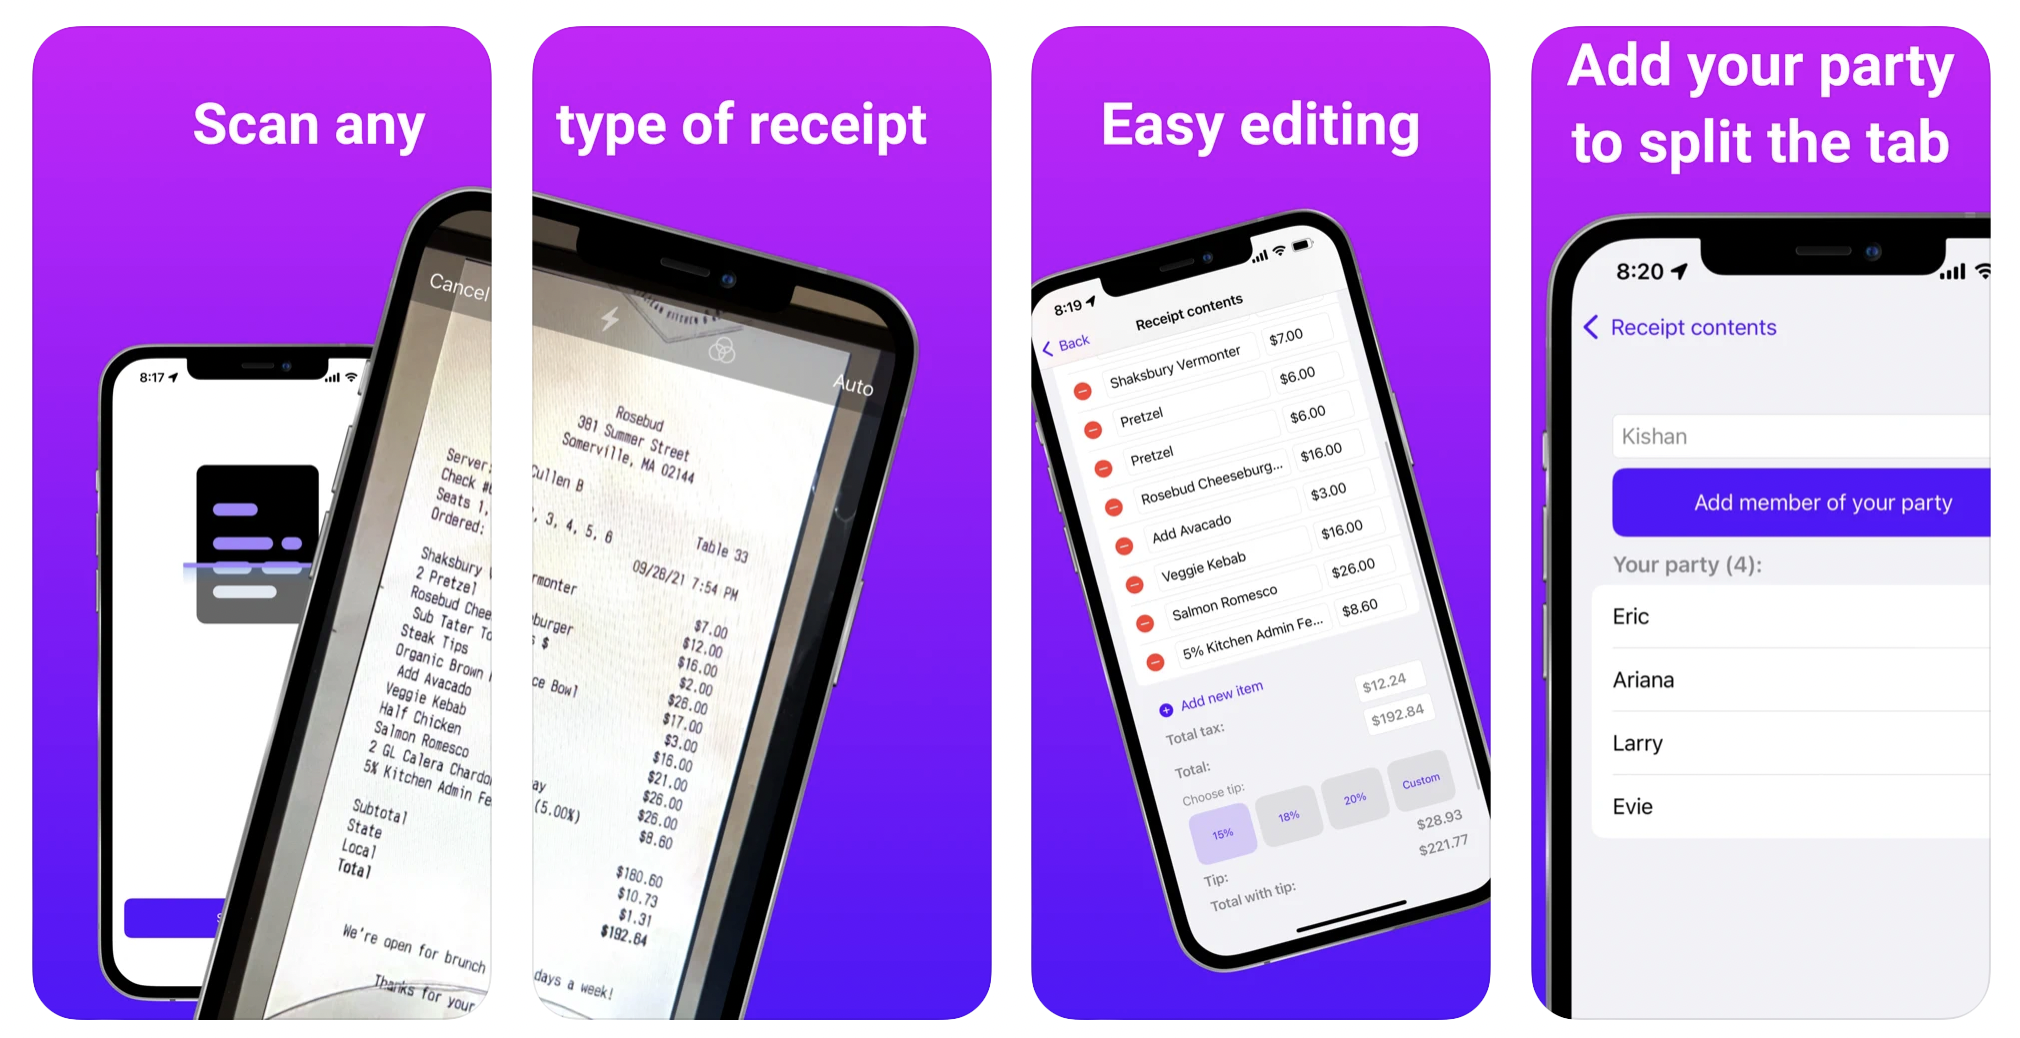 Scan any
8:17
Cancel
Server:
Check #
Seats 1,
Ordered:
Shaksbury
2 Pretzel
Rosebud Chee
Sub Tater To
Steak Tips
Organic Brown
Add Avacado
Veggie Kebab
Half Chicken
Salmon Romesco
2 GL Calera Chardo
5% Kitchen Admin Fe
Subtotal
State
Local
Total
We're open for brunch
Thanks for your
type of receipt
Auto
Rosebud
381 Summer Street
Somerville, MA 02144
Cullen B
, 3, 4, 5, 6
Table 33
09/28/21 7:54 PM
rmonter
$7.00
$12.00
burger
$16.00
s $
$2.00
$28.00
ce Bowl
$17.00
$3.00
$16.00
$21.00
$26.00
ay
$26.00
(5.00%)
$8.60
$180.60
$10.73
$1.31
$192.64
days a week!
Easy editing
8:19
Back
Receipt contents
Shaksbury Vermonter $7.00
Pretzel $6.00
Pretzel $6.00
Rosebud Cheeseburg... $16.00
Add Avacado $3.00
Veggie Kebab $16.00
Salmon Romesco $26.00
5% Kitchen Admin Fe... $8.60
Add new item
Total tax: $12.24
Total: $192.84
Choose tip:
15% 18% 20% Custom
Tip: $28.93
Total with tip: $221.77
Add your party
to split the tab
8:20
Receipt contents
Kishan
Add member of your party
Your party (4):
Eric
Ariana
Larry
Evie